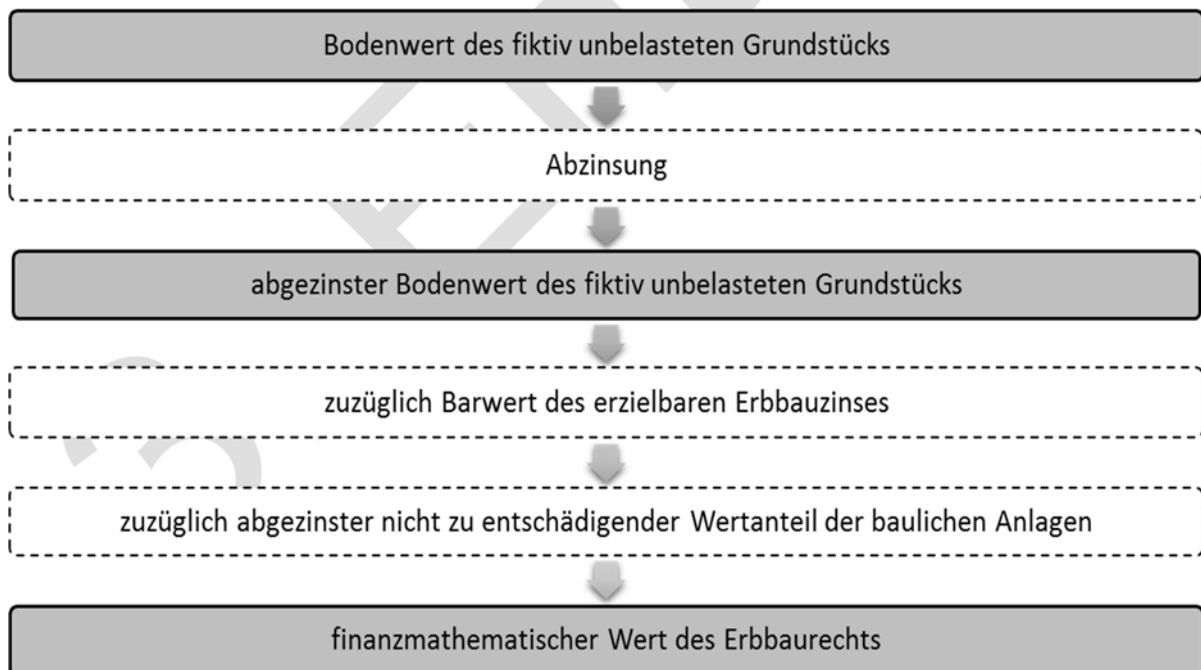 Bodenwert des fiktiv unbelasteten Grundstücks
Abzinsung
abgezinster Bodenwert des fiktiv unbelasteten Grundstücks
zuzüglich Barwert des erzielbaren Erbbauzinses
zuzüglich abgezinster nicht zu entschädigender Wertanteil der baulichen Anlagen
finanzmathematischer Wert des Erbbaurechts